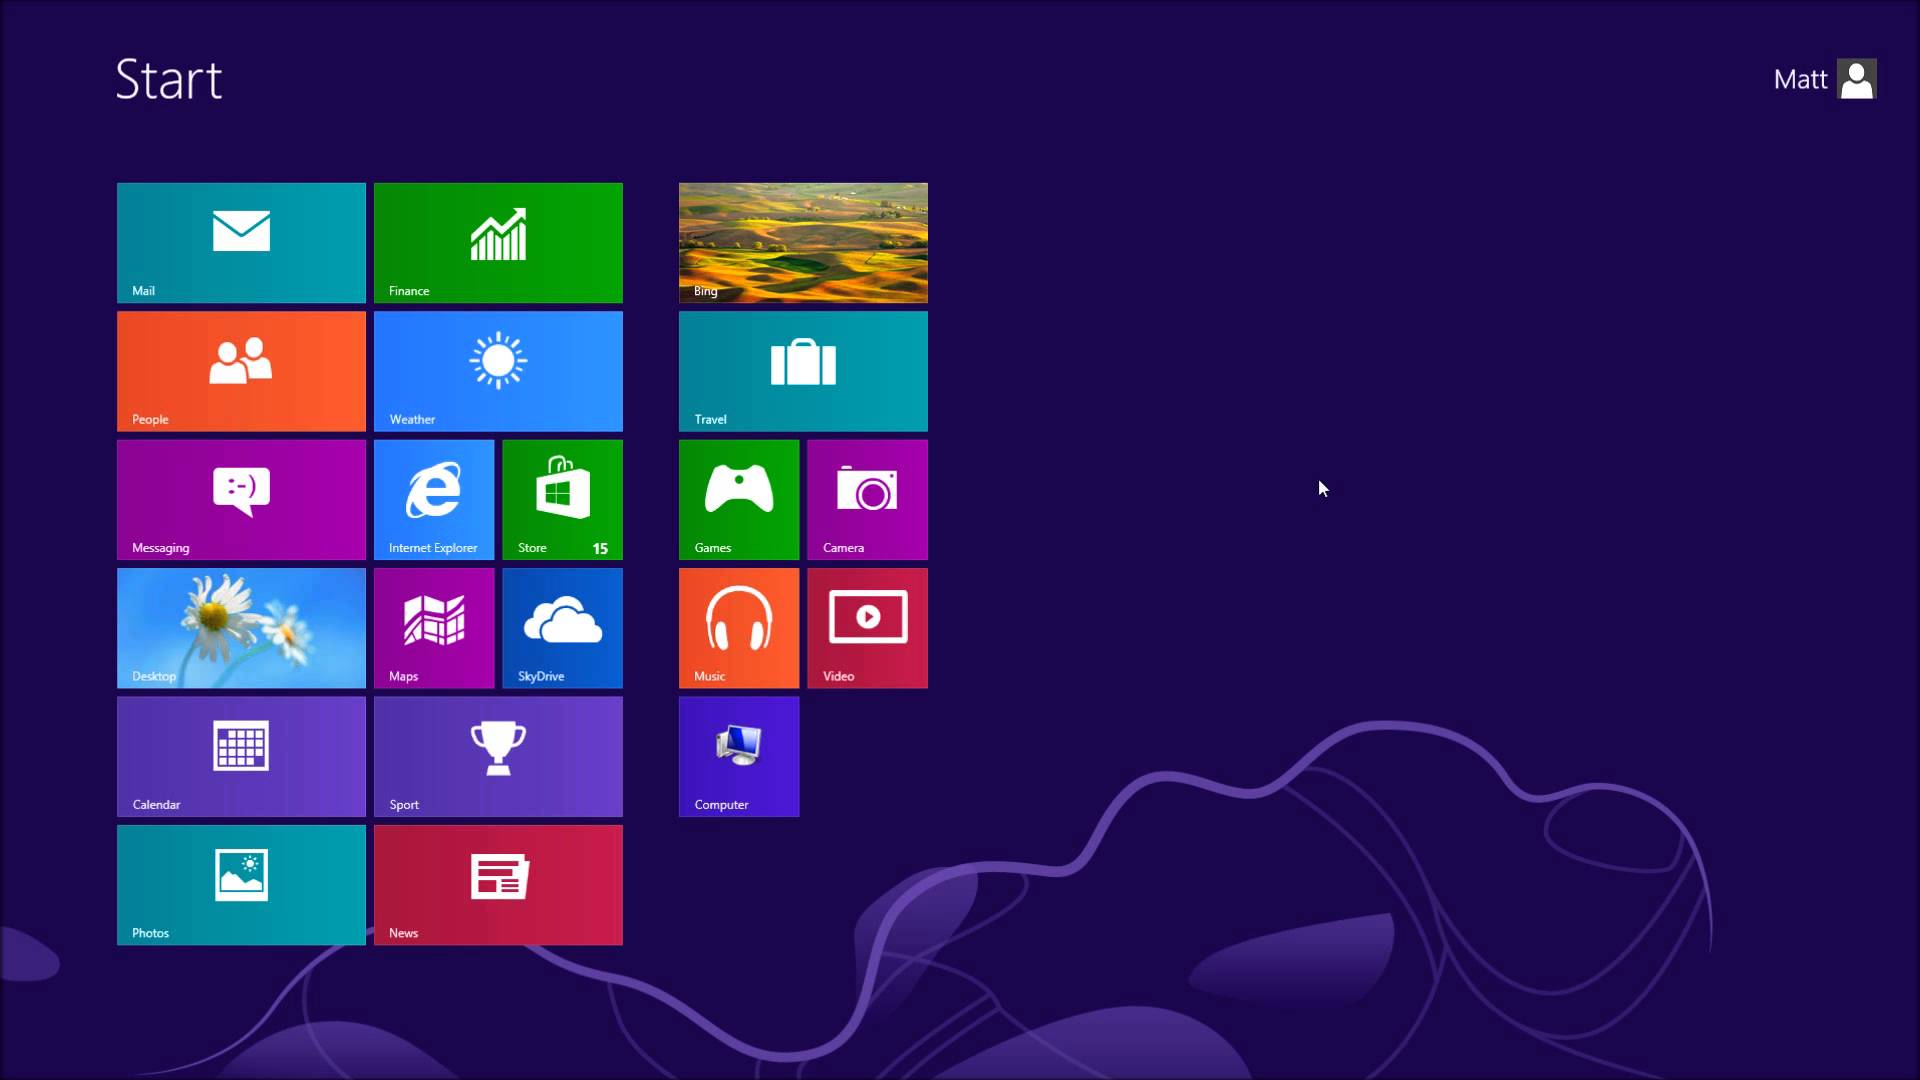 Start
Matt
Mail
Finance
Bing
People
Weather
Travel
Messaging
Internet Explorer
Store 15
Games
Camera
Desktop
Maps
SkyDrive
Music
Video
Calendar
Sport
Computer
Photos
News
:-)